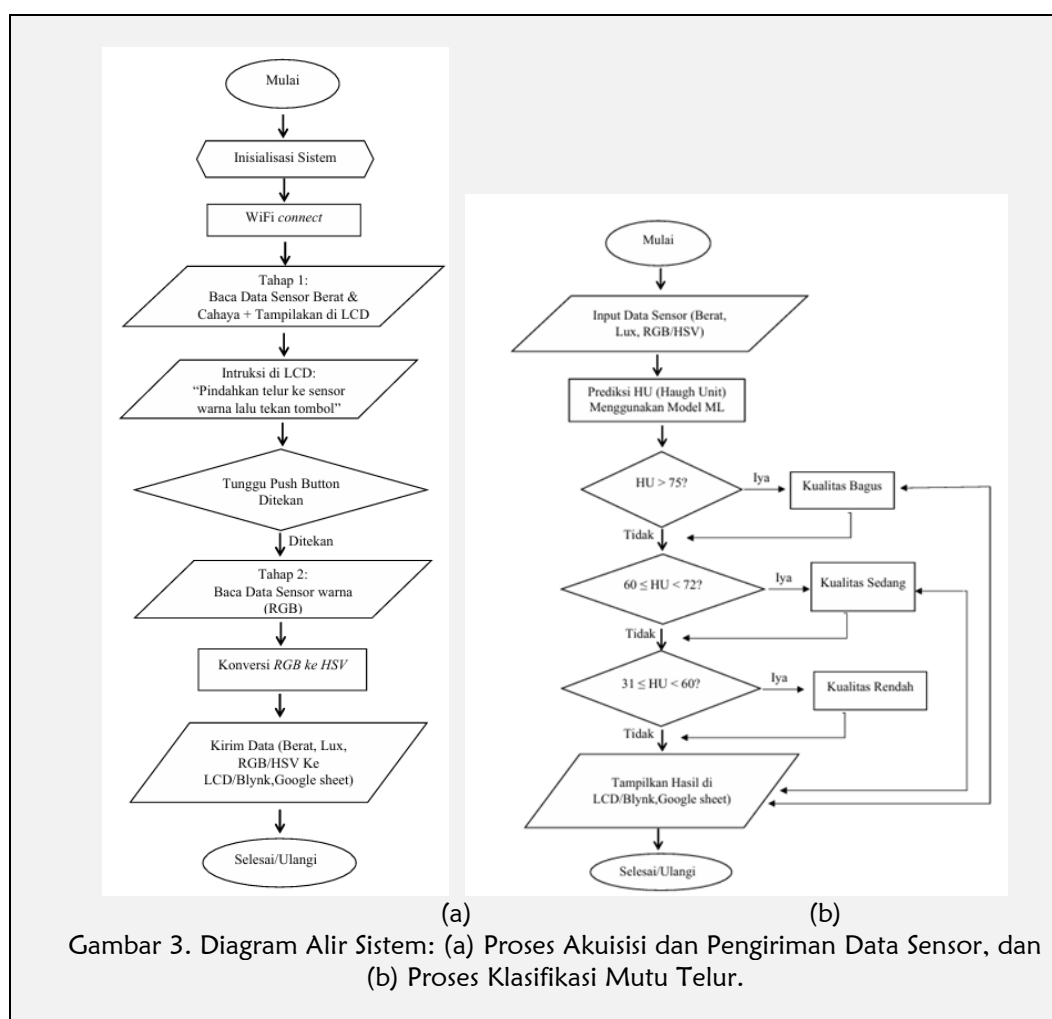 Mulai
Inisialisasi Sistem
WiFi connect
Tahap 1:
Baca Data Sensor Berat &
Cahaya + Tampilakan di LCD
Intruksi di LCD:
“Pindahkan telur ke sensor
warna lalu tekan tombol”
Tunggu Push Button
Ditekan
Ditekan
Tahap 2:
Baca Data Sensor warna
(RGB)
Konversi RGB ke HSV
Kirim Data (Berat, Lux,
RGB/HSV Ke
LCD/Blynk,Google sheet)
Selesai/Ulangi
(a)
Mulai
Input Data Sensor (Berat,
Lux, RGB/HSV)
Prediksi HU (Haugh Unit)
Menggunakan Model ML
HU > 75?
Iya
Kualitas Bagus
Tidak
60 ≤ HU < 72?
Iya
Kualitas Sedang
Tidak
31 ≤ HU < 60?
Iya
Kualitas Rendah
Tidak
Tampilkan Hasil di
LCD/Blynk,Google sheet)
Selesai/Ulangi
(b)
Gambar 3. Diagram Alir Sistem: (a) Proses Akuisisi dan Pengiriman Data Sensor, dan
(b) Proses Klasifikasi Mutu Telur.